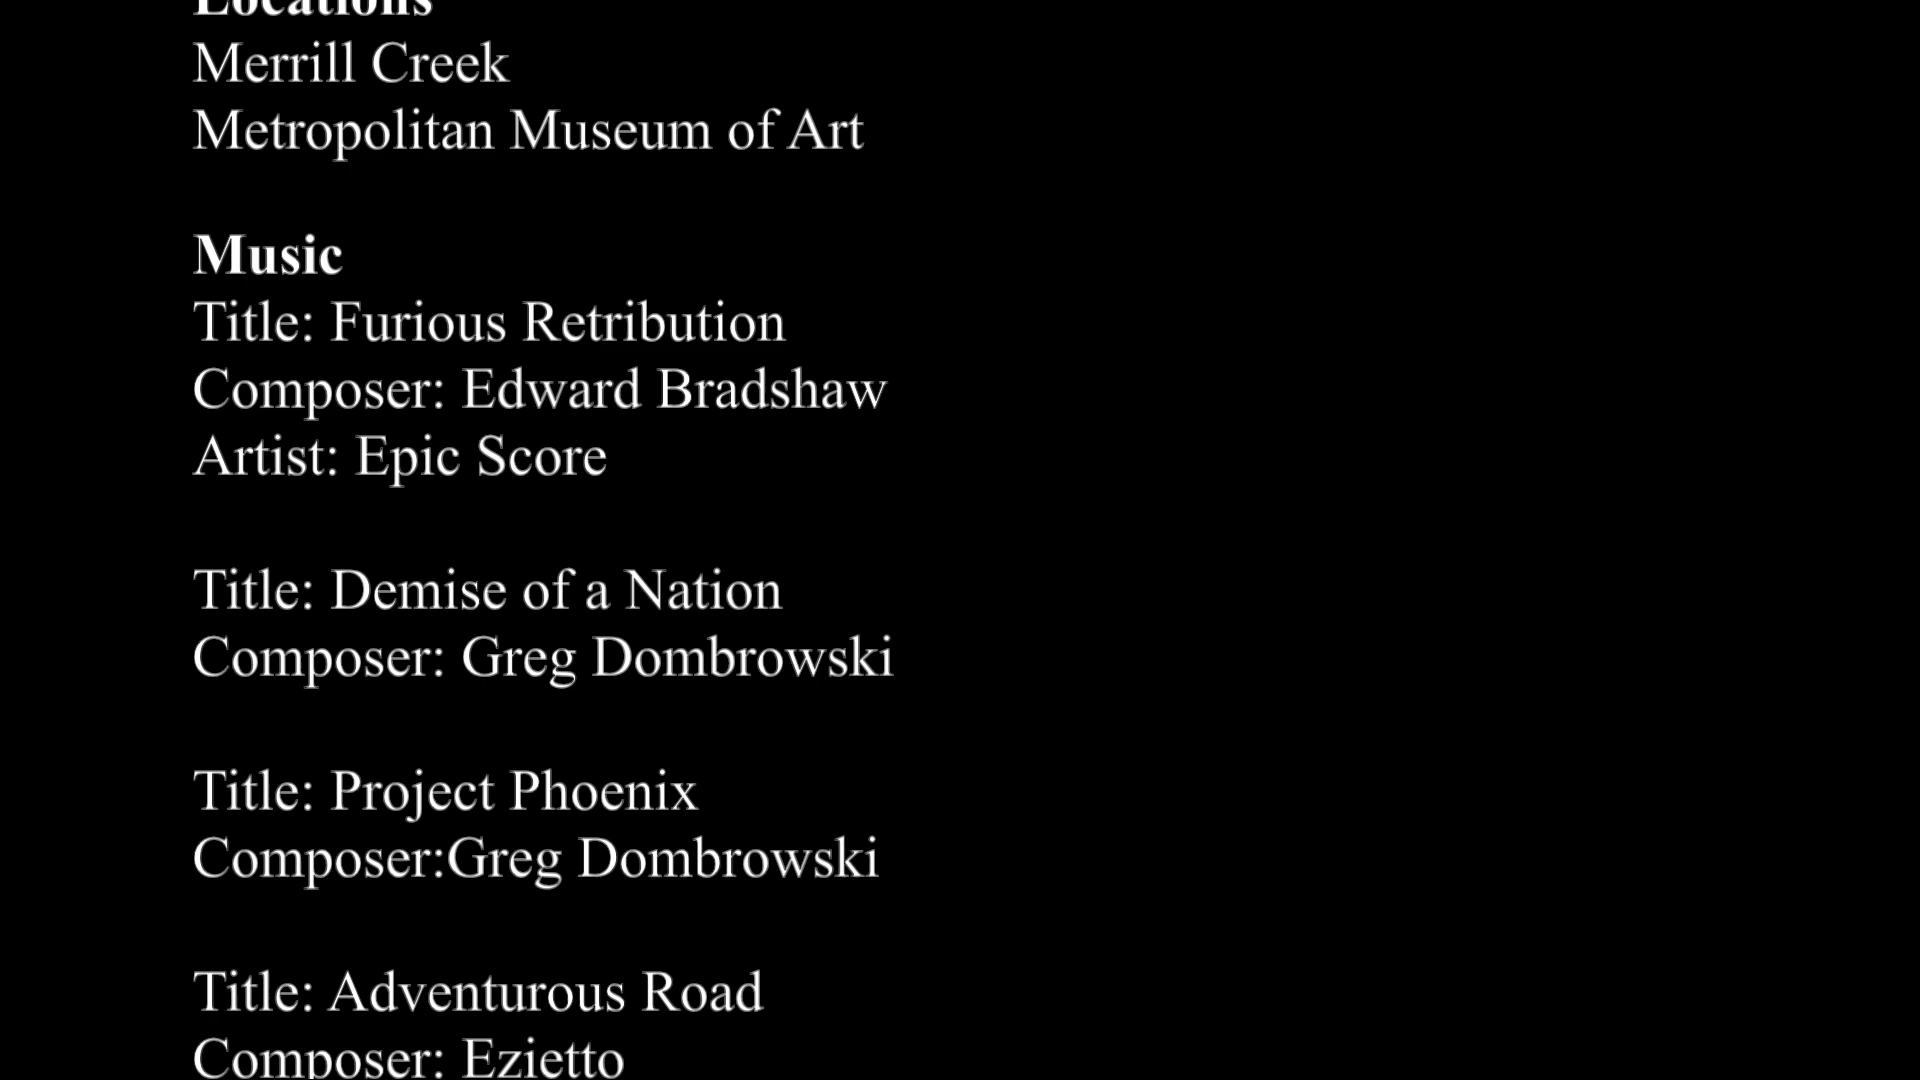 Locations
Merrill Creek
Metropolitan Museum of Art
Music
Title: Furious Retribution
Composer: Edward Bradshaw
Artist: Epic Score
Title: Demise of a Nation
Composer: Greg Dombrowski
Title: Project Phoenix
Composer:Greg Dombrowski
Title: Adventurous Road
Composer: Ezietto